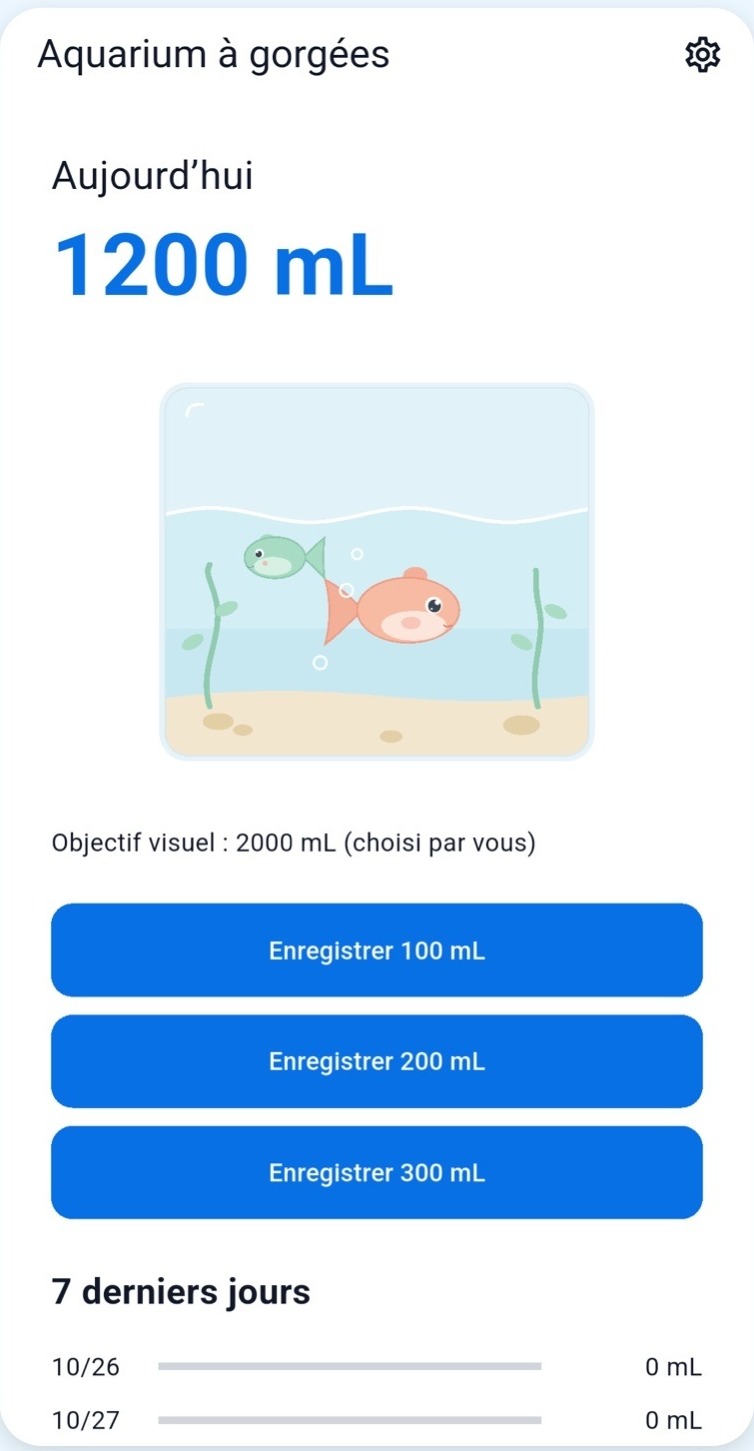 Aquarium à gorgées
Aujourd’hui
1200 mL
Objectif visuel : 2000 mL (choisi par vous)
Enregistrer 100 mL
Enregistrer 200 mL
Enregistrer 300 mL
7 derniers jours
10/26 0 mL
10/27 0 mL